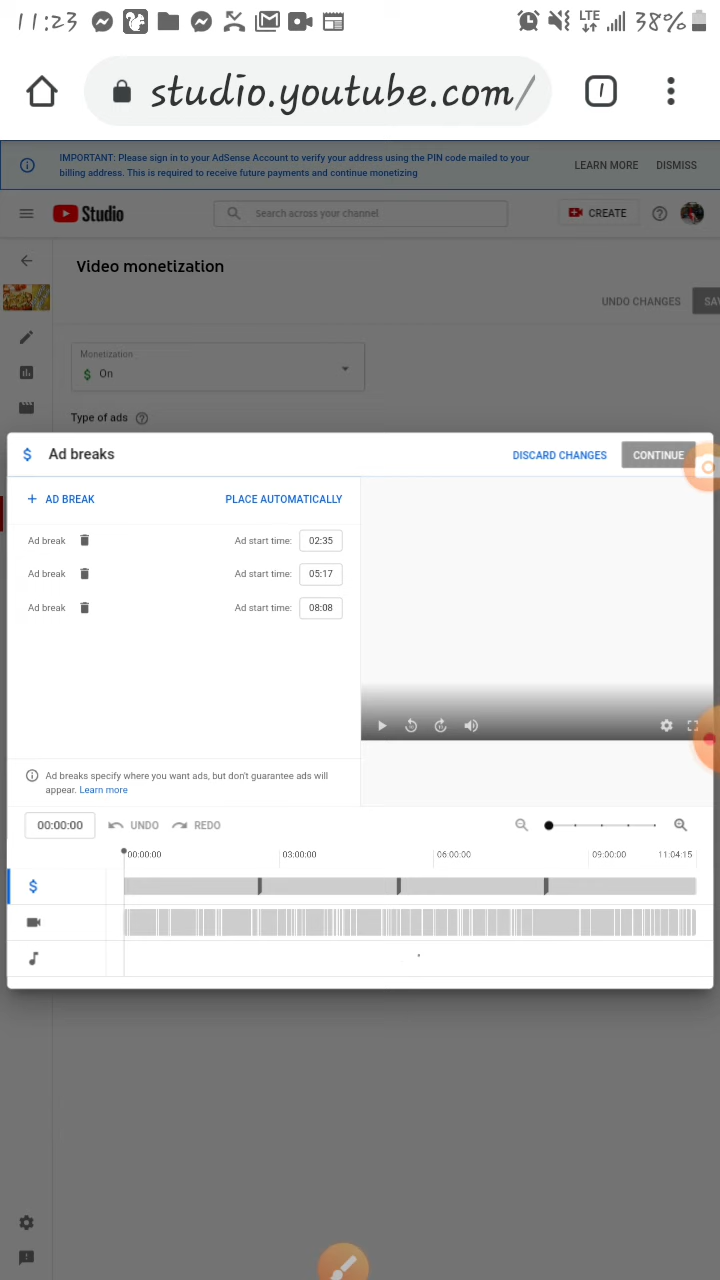 11:23
LTE
38%
studio.youtube.com/
1
IMPORTANT: Please sign in to your AdSense Account to verify your address using the PIN code mailed to your
billing address. This is required to receive future payments and continue monetizing
LEARN MORE
DISMISS
Studio
Search across your channel
CREATE
Video monetization
UNDO CHANGES
SA
Monetization
$ On
Type of ads
$ Ad breaks
DISCARD CHANGES
CONTINUE
+ AD BREAK
PLACE AUTOMATICALLY
Ad break
Ad start time: 02:35
Ad break
Ad start time: 05:17
Ad break
Ad start time: 08:08
Ad breaks specify where you want ads, but don't guarantee ads will
appear. Learn more
00:00:00
UNDO
REDO
00:00:00
03:00:00
06:00:00
09:00:00
11:04:15
$